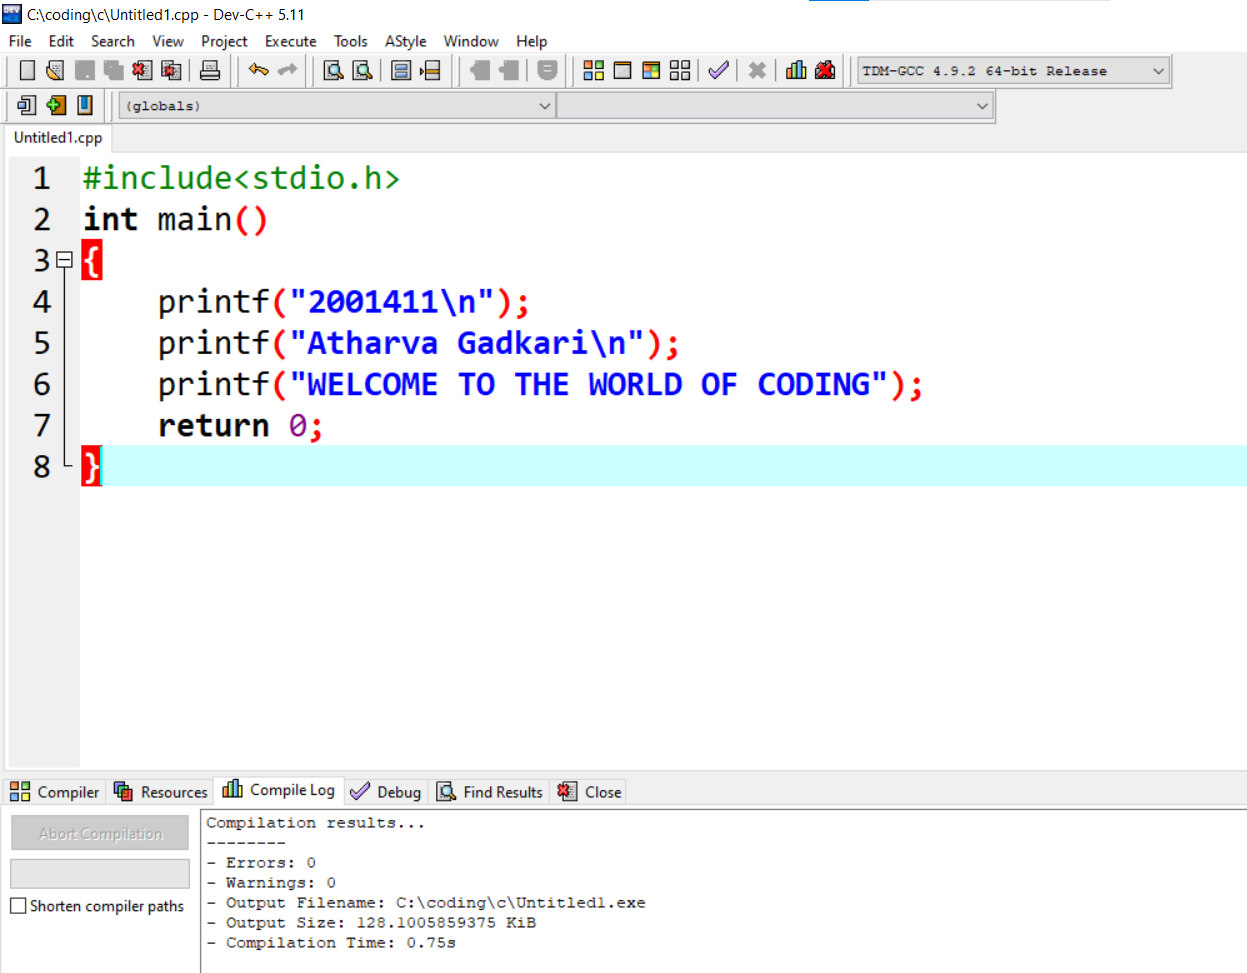 C:\coding\c\Untitled1.cpp - Dev-C++ 5.11
File Edit Search View Project Execute Tools AStyle Window Help
TDM-GCC 4.9.2 64-bit Release
(globals)
Untitled1.cpp
1 #include<stdio.h>
2 int main()
3 {
4 printf("2001411\n");
5 printf("Atharva Gadkari\n");
6 printf("WELCOME TO THE WORLD OF CODING");
7 return 0;
8 }
Compiler Resources Compile Log Debug Find Results Close
Abort Compilation
Shorten compiler paths
Compilation results...
--------
- Errors: 0
- Warnings: 0
- Output Filename: C:\coding\c\Untitled1.exe
- Output Size: 128.1005859375 KiB
- Compilation Time: 0.75s